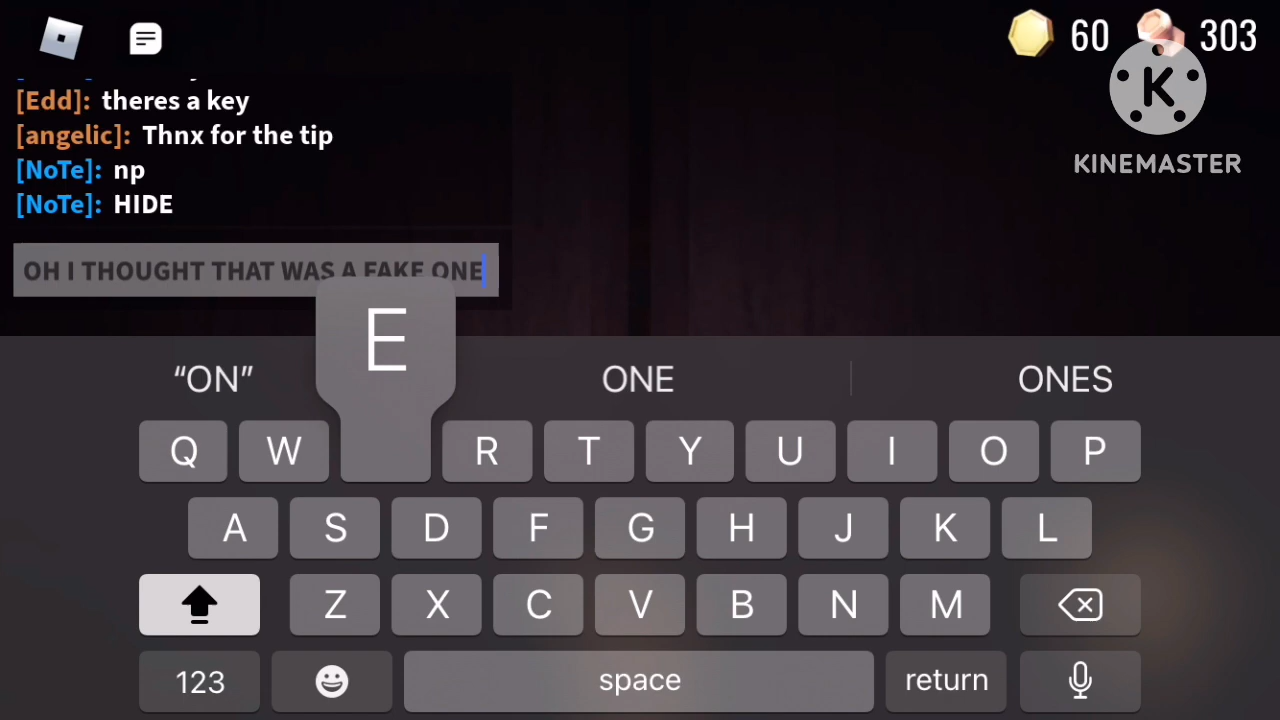 60 303
[Edd]: theres a key
[angelic]: Thnx for the tip
[NoTe]: np
[NoTe]: HIDE
K
KINEMASTER
OH I THOUGHT THAT WAS A FAKE ONE
E
“ON” ONE ONES
Q W R T Y U I O P
A S D F G H J K L
Z X C V B N M
123 space return